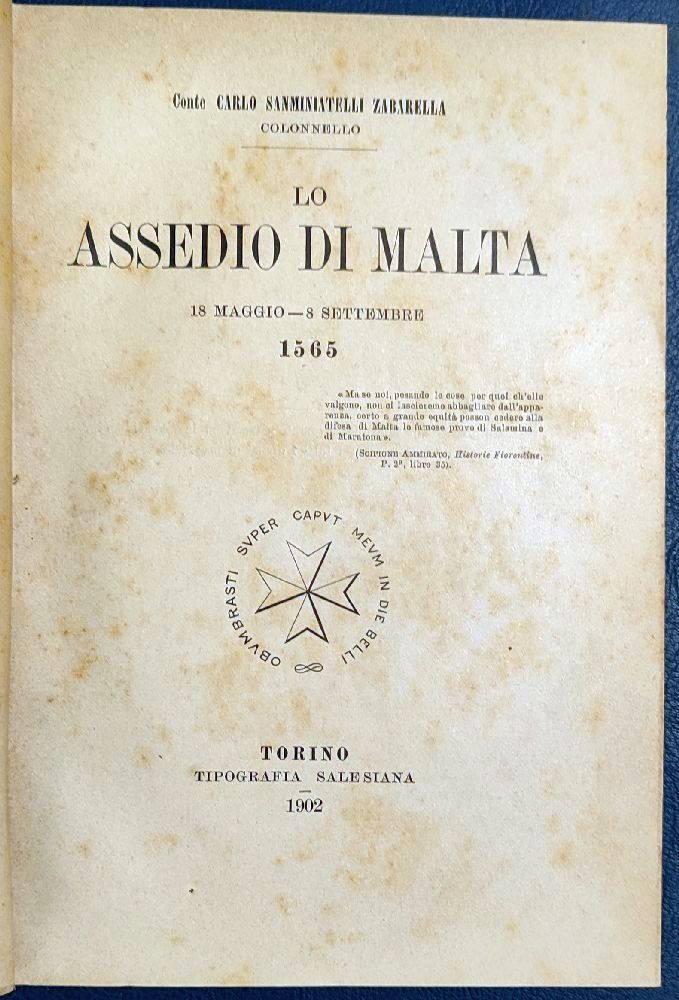 Conte CARLO SANMINIATELLI ZABARELLA
COLONNELLO
LO
ASSEDIO DI MALTA
18 MAGGIO—8 SETTEMBRE
1565
«Ma se noi, pesando le cose per quel ch'elle
valgono, non ci lascieremo abbagliare dall'appa-
renza, certo a grande equità posson cedere alla
difesa di Malta le famose prove di Salamina e
di Maratona».
(SCIPIONE AMMIRATO, Historie Fiorentine,
P. 2ª, libro 35).
OBVMBRASTI SVPER CAPVT MEVM IN DIE BELLI
TORINO
TIPOGRAFIA SALESIANA
1902